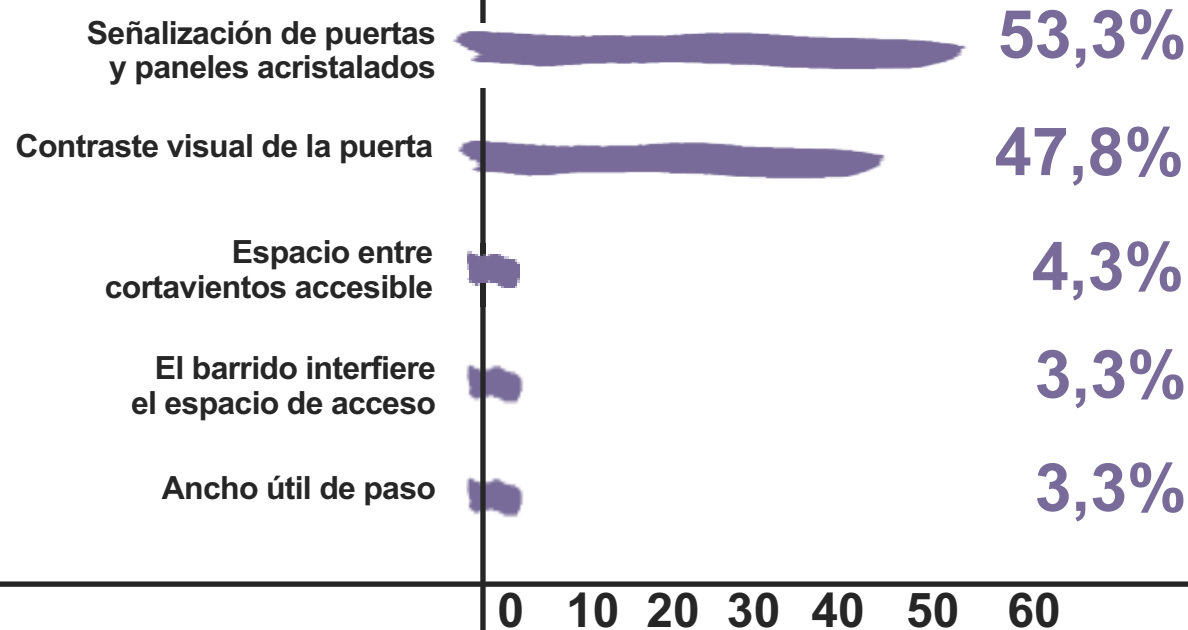 Señalización de puertas
y paneles acristalados
53,3%
Contraste visual de la puerta
47,8%
Espacio entre
cortavientos accesible
4,3%
El barrido interfiere
el espacio de acceso
3,3%
Ancho útil de paso
3,3%
0 10 20 30 40 50 60